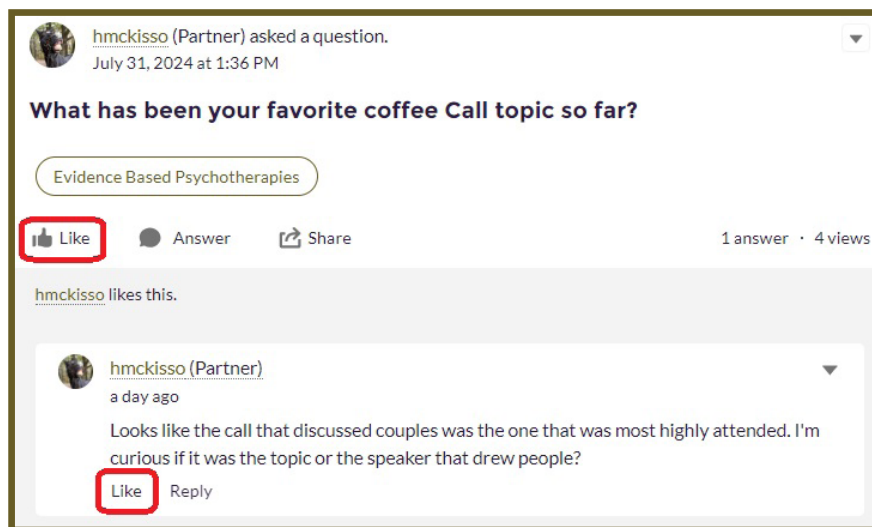 hmckisso (Partner) asked a question.
July 31, 2024 at 1:36 PM
What has been your favorite coffee Call topic so far?
Evidence Based Psychotherapies
Like Answer Share 1 answer · 4 views
hmckisso likes this.
hmckisso (Partner)
a day ago
Looks like the call that discussed couples was the one that was most highly attended. I'm
curious if it was the topic or the speaker that drew people?
Like Reply